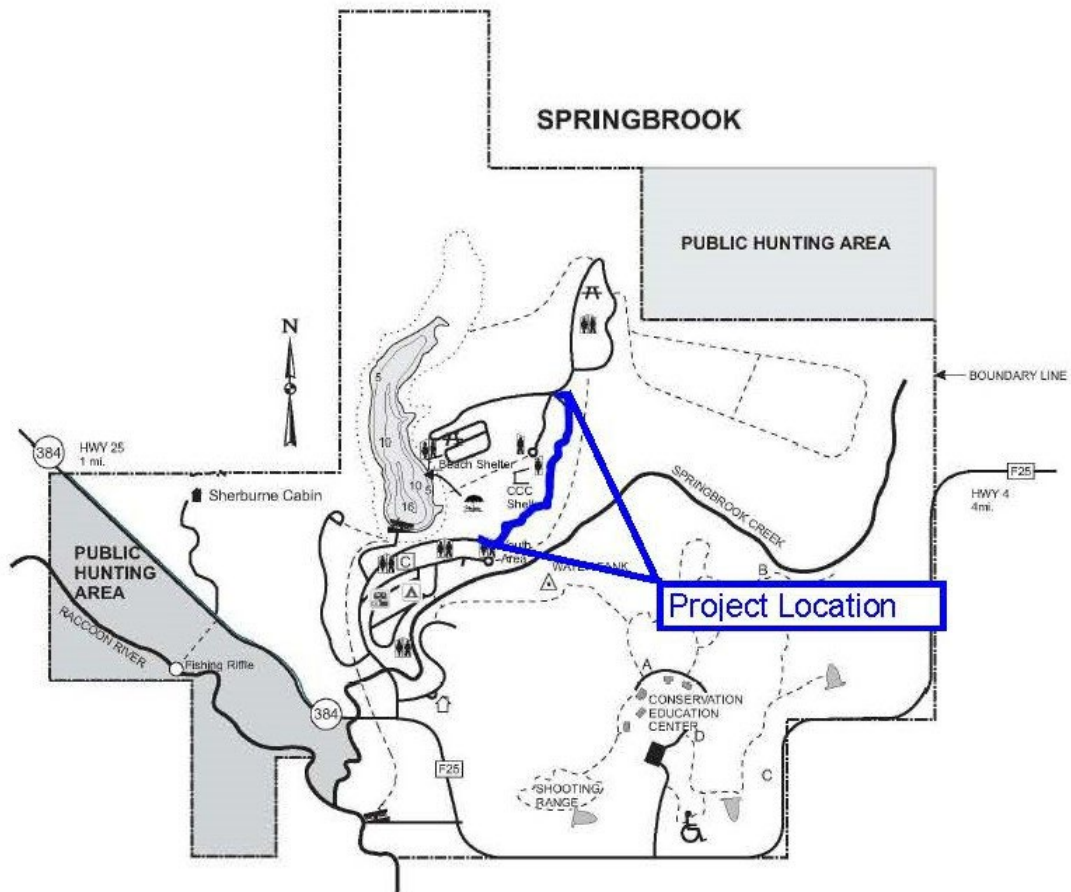 SPRINGBROOK
PUBLIC HUNTING AREA
N
BOUNDARY LINE
5
384
HWY 25
1 mi.
10
Beach Shelter
10
5
16
CCC
F25
HWY 4
4mi.
Sherburne Cabin
SPRINGBROOK CREEK
PUBLIC
HUNTING
AREA
C
Area
B
Project Location
RACCOON RIVER
Fishing Riffle
A
CONSERVATION
EDUCATION
CENTER
D
384
F25
C
SHOOTING
RANGE